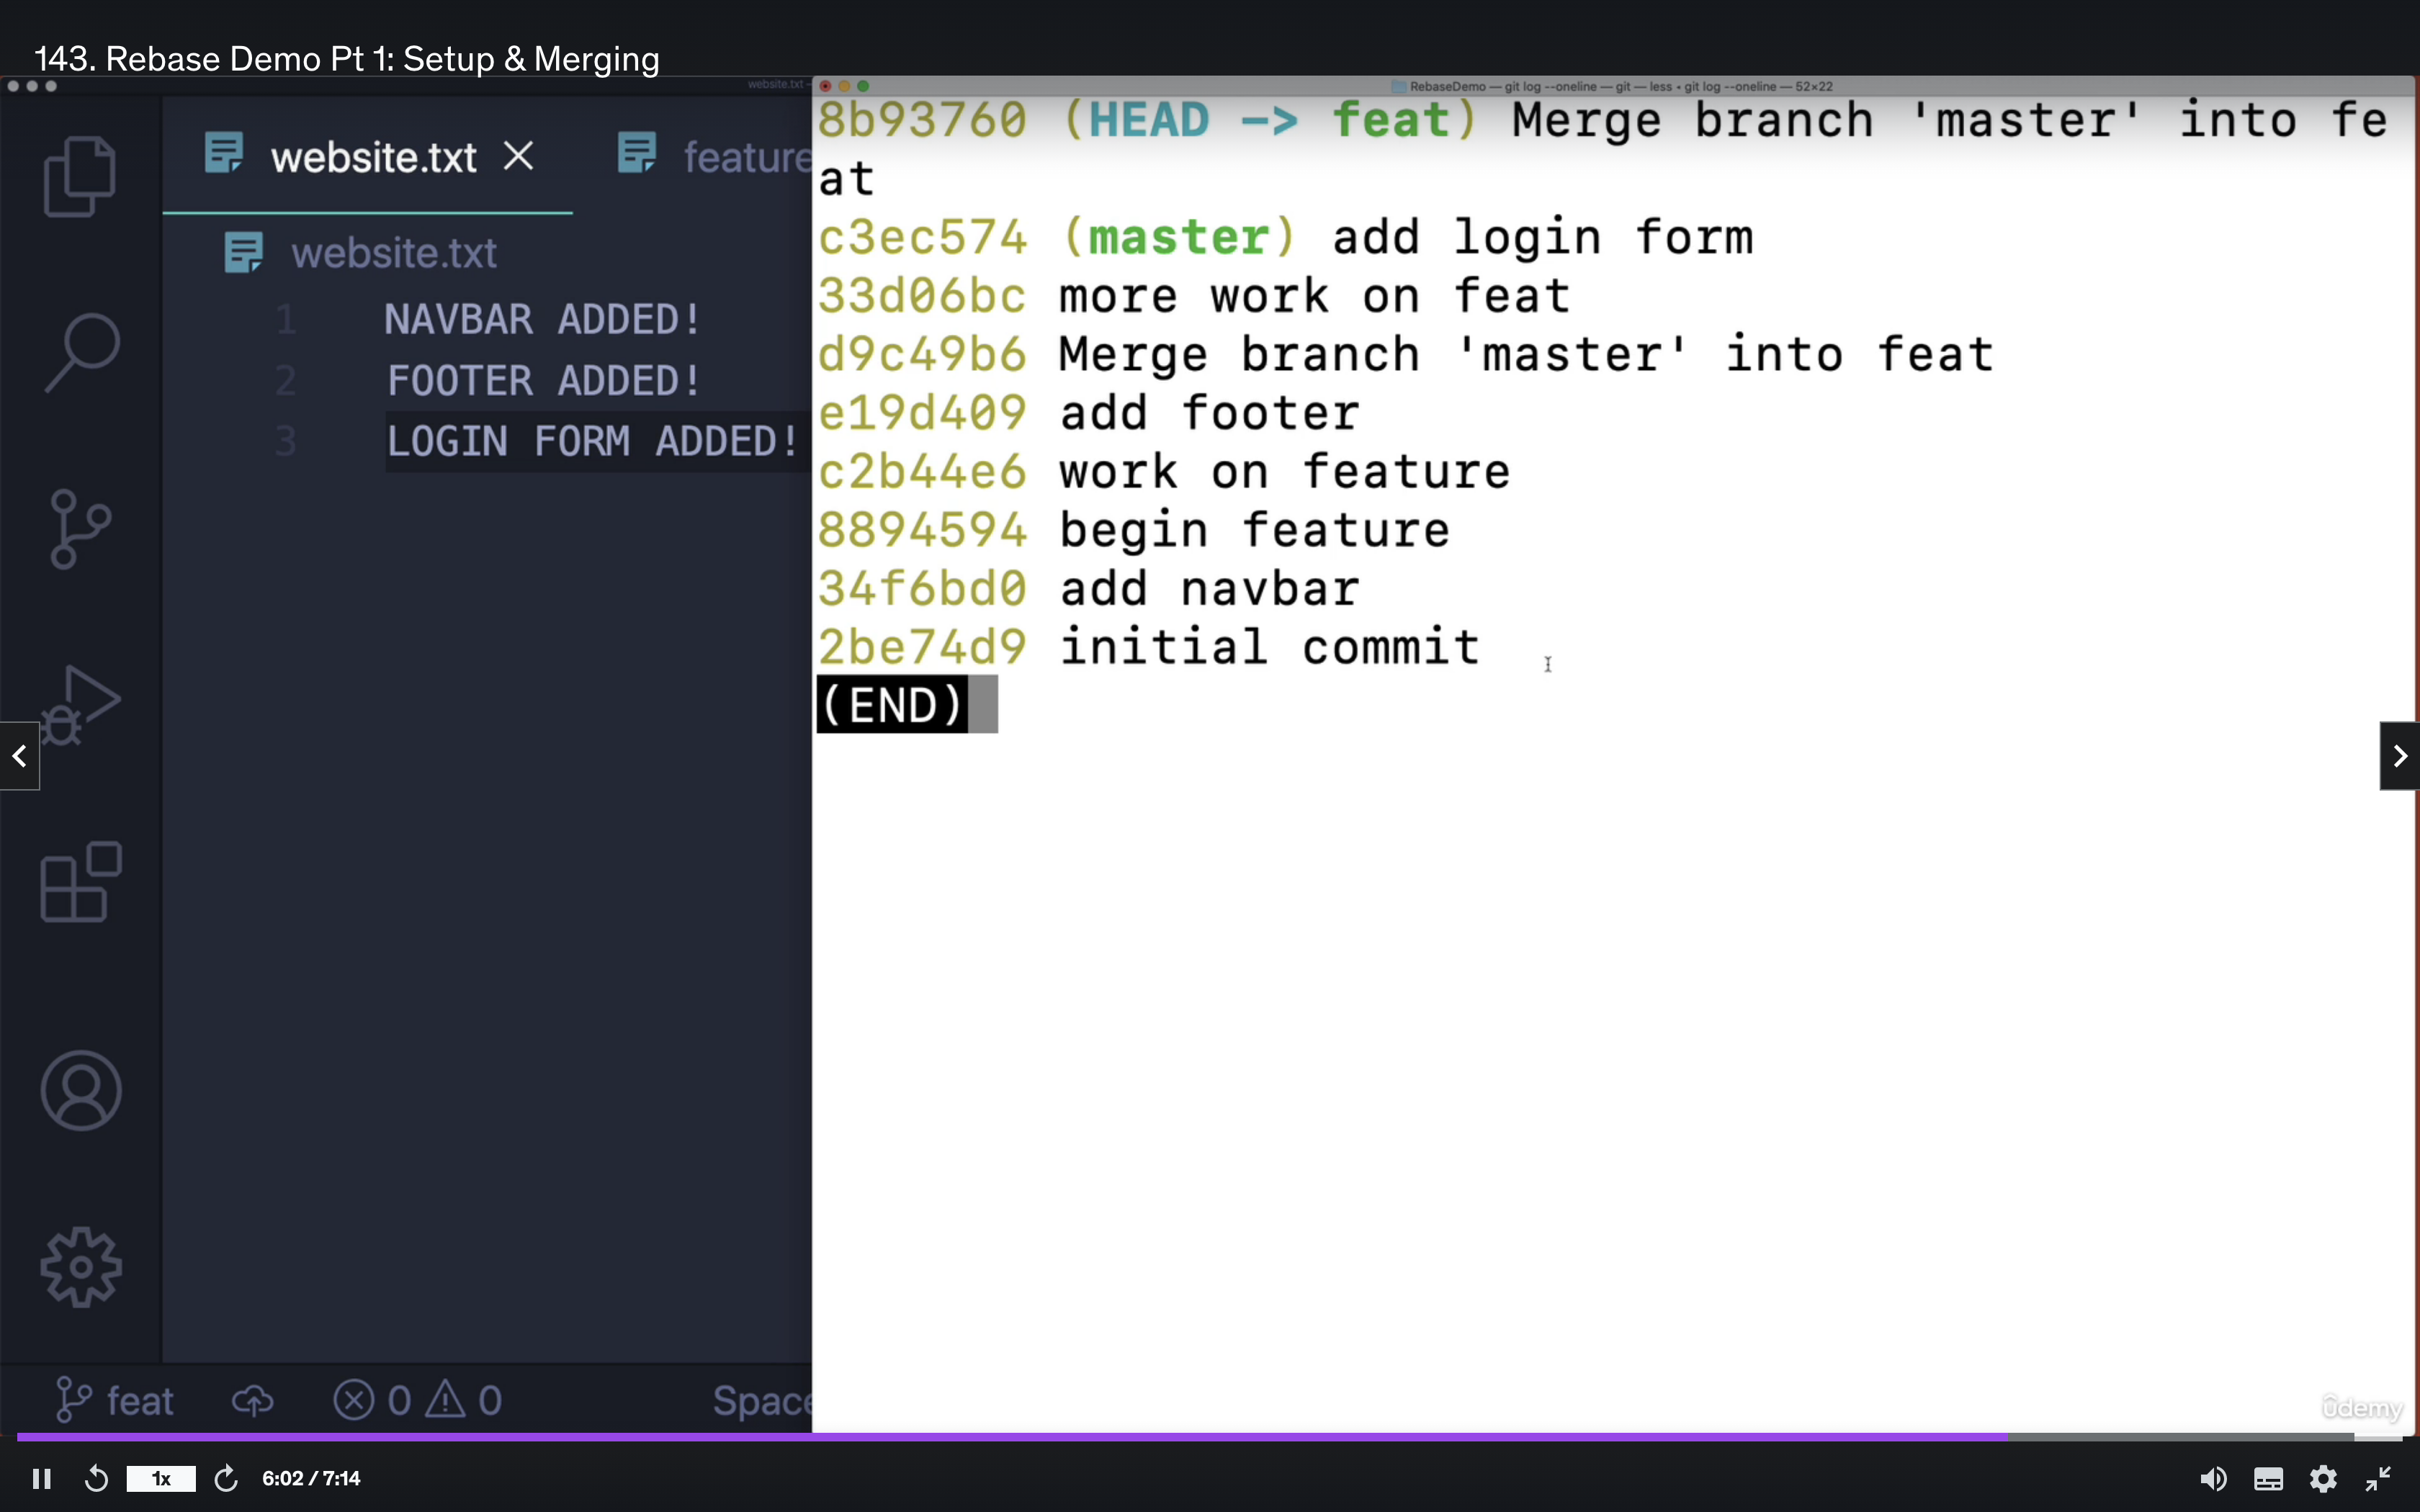 143. Rebase Demo Pt 1: Setup & Merging
website.txt —
RebaseDemo — git log --oneline — git — less • git log --oneline — 52×22
website.txt
feature
website.txt
1 NAVBAR ADDED!
2 FOOTER ADDED!
3 LOGIN FORM ADDED!
8b93760 (HEAD -> feat) Merge branch 'master' into fe
at
c3ec574 (master) add login form
33d06bc more work on feat
d9c49b6 Merge branch 'master' into feat
e19d409 add footer
c2b44e6 work on feature
8894594 begin feature
34f6bd0 add navbar
2be74d9 initial commit
(END)
feat 0 0 Space
udemy
1x 6:02 / 7:14